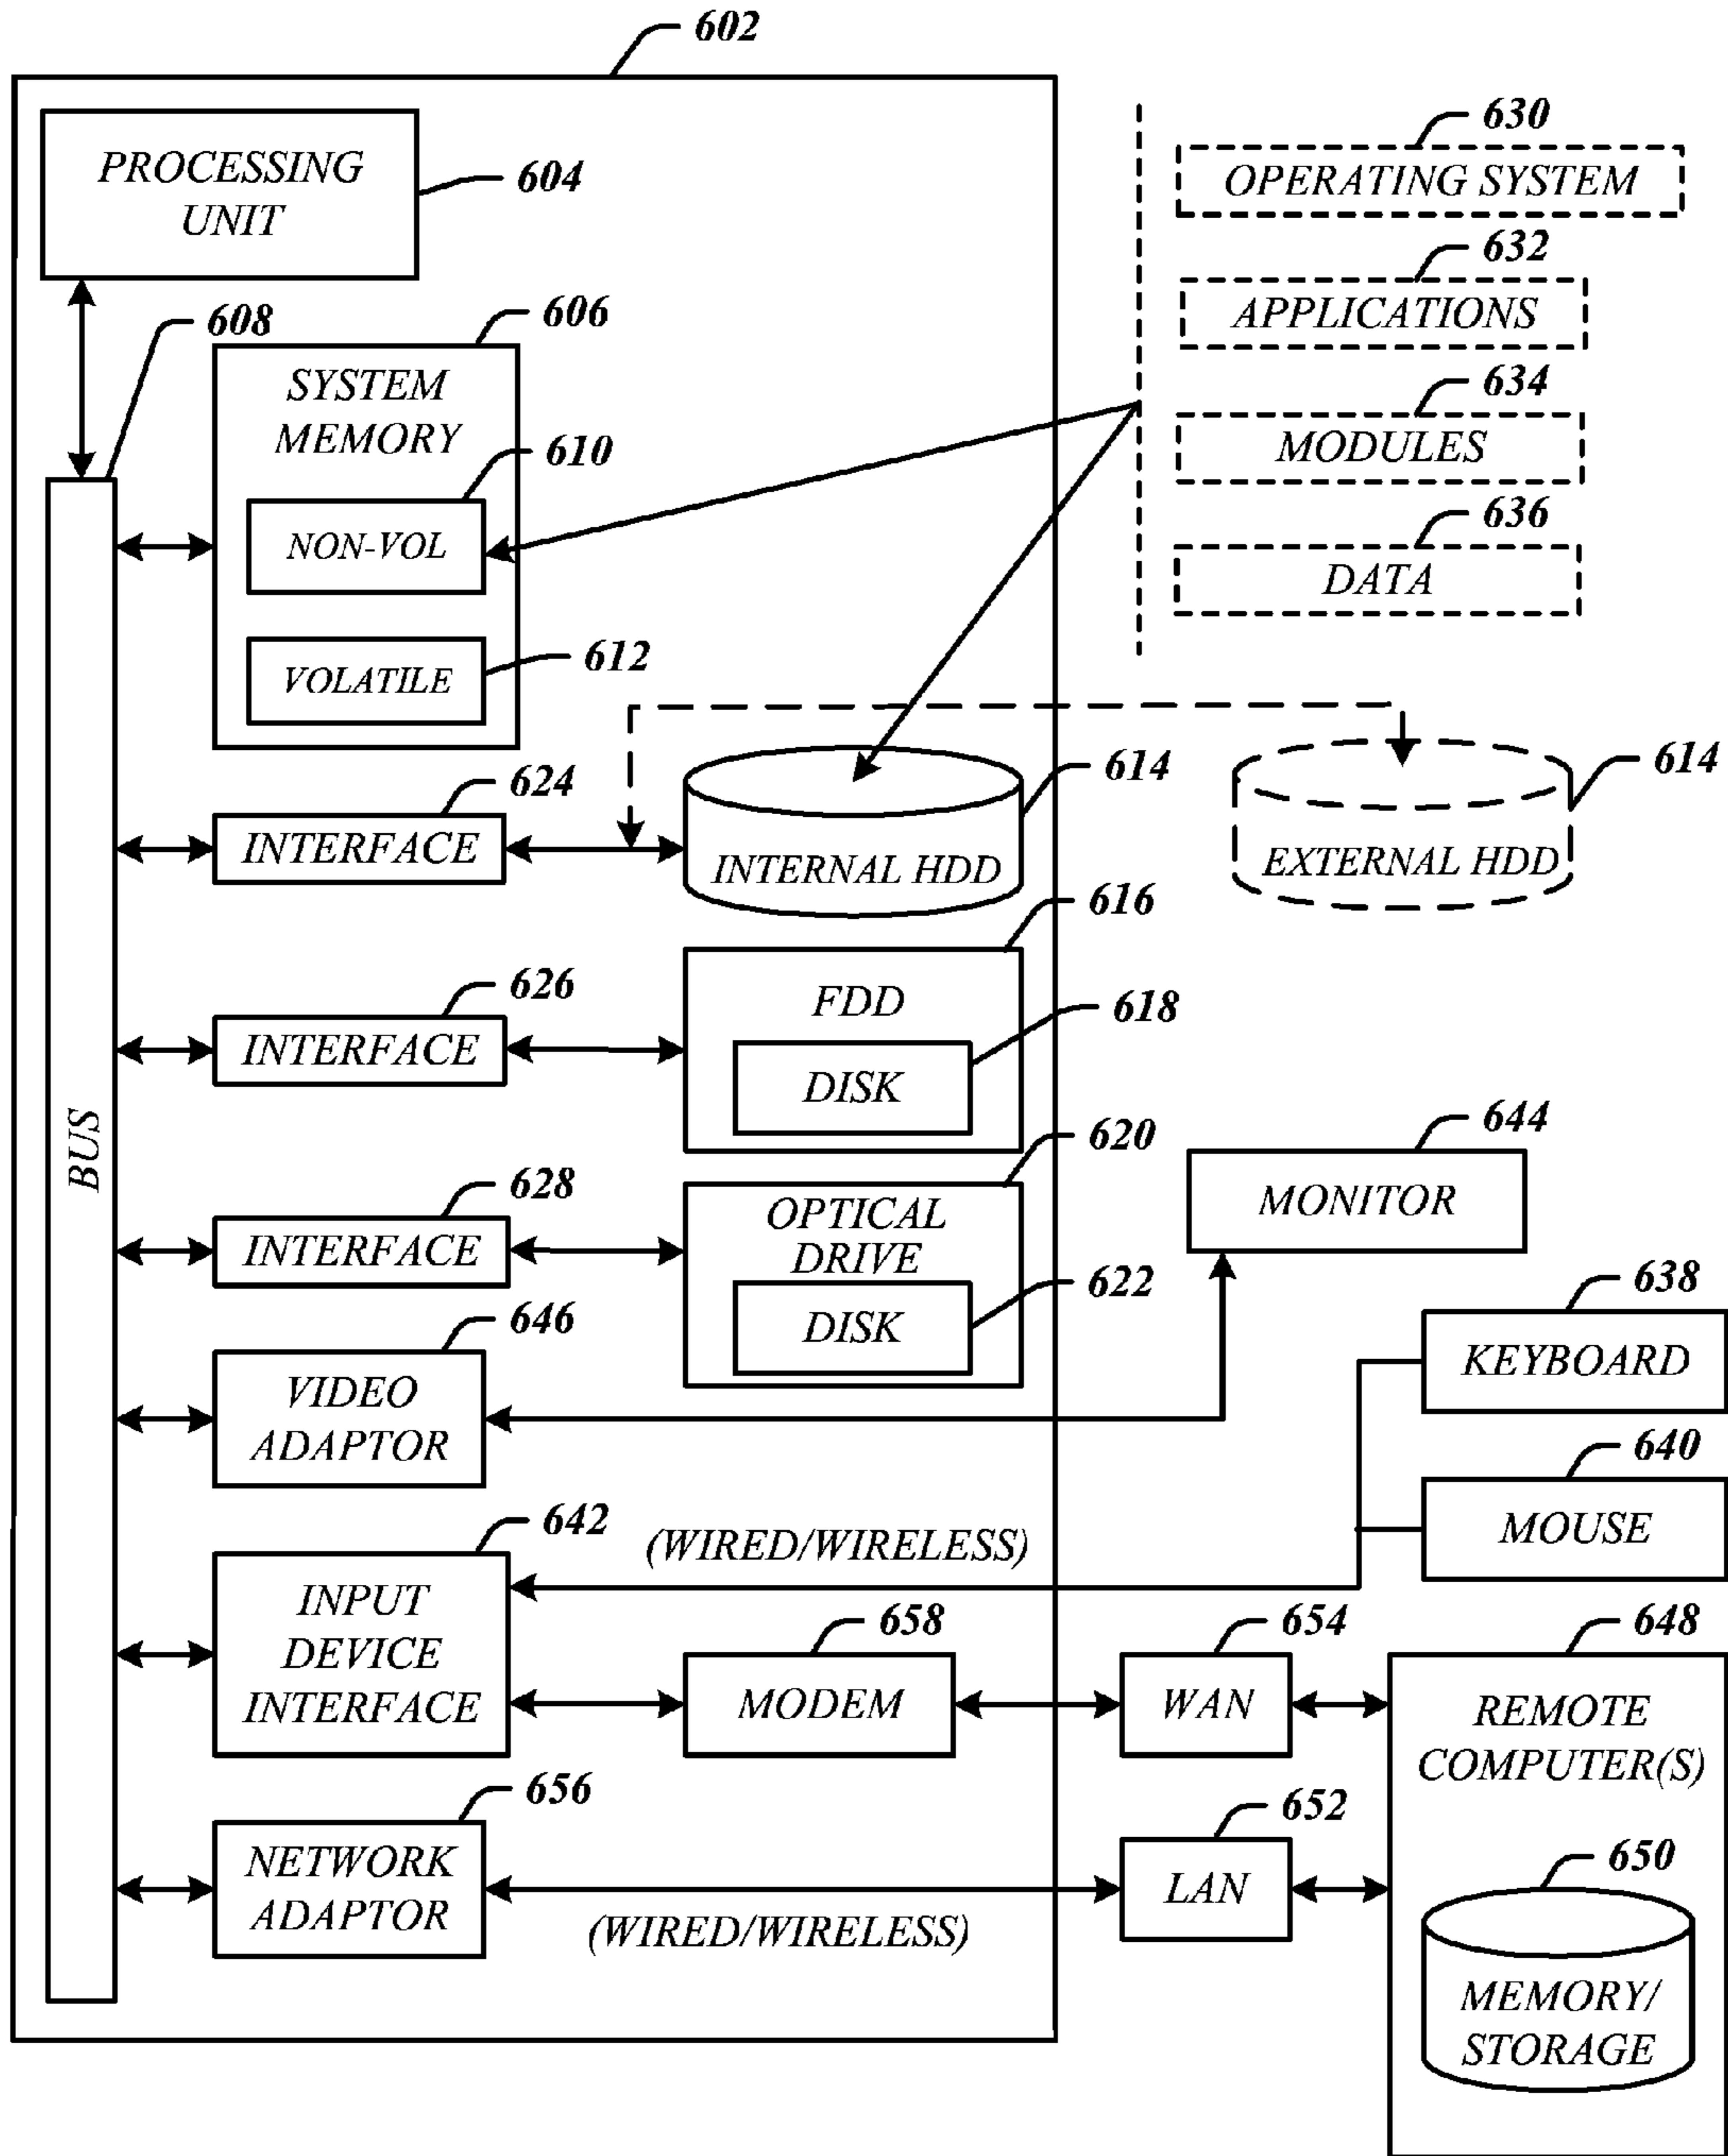 602
PROCESSING
UNIT
604
630
OPERATING SYSTEM
632
APPLICATIONS
634
MODULES
636
DATA
608
606
SYSTEM
MEMORY
610
NON-VOL
VOLATILE
612
624
INTERFACE
INTERNAL HDD
614
EXTERNAL HDD
614
616
FDD
626
INTERFACE
618
DISK
BUS
628
INTERFACE
620
OPTICAL
DRIVE
622
DISK
644
MONITOR
646
VIDEO
ADAPTOR
638
KEYBOARD
640
MOUSE
642
INPUT
DEVICE
INTERFACE
(WIRED/WIRELESS)
658
MODEM
654
WAN
648
REMOTE
COMPUTER(S)
656
NETWORK
ADAPTOR
(WIRED/WIRELESS)
652
LAN
650
MEMORY/
STORAGE